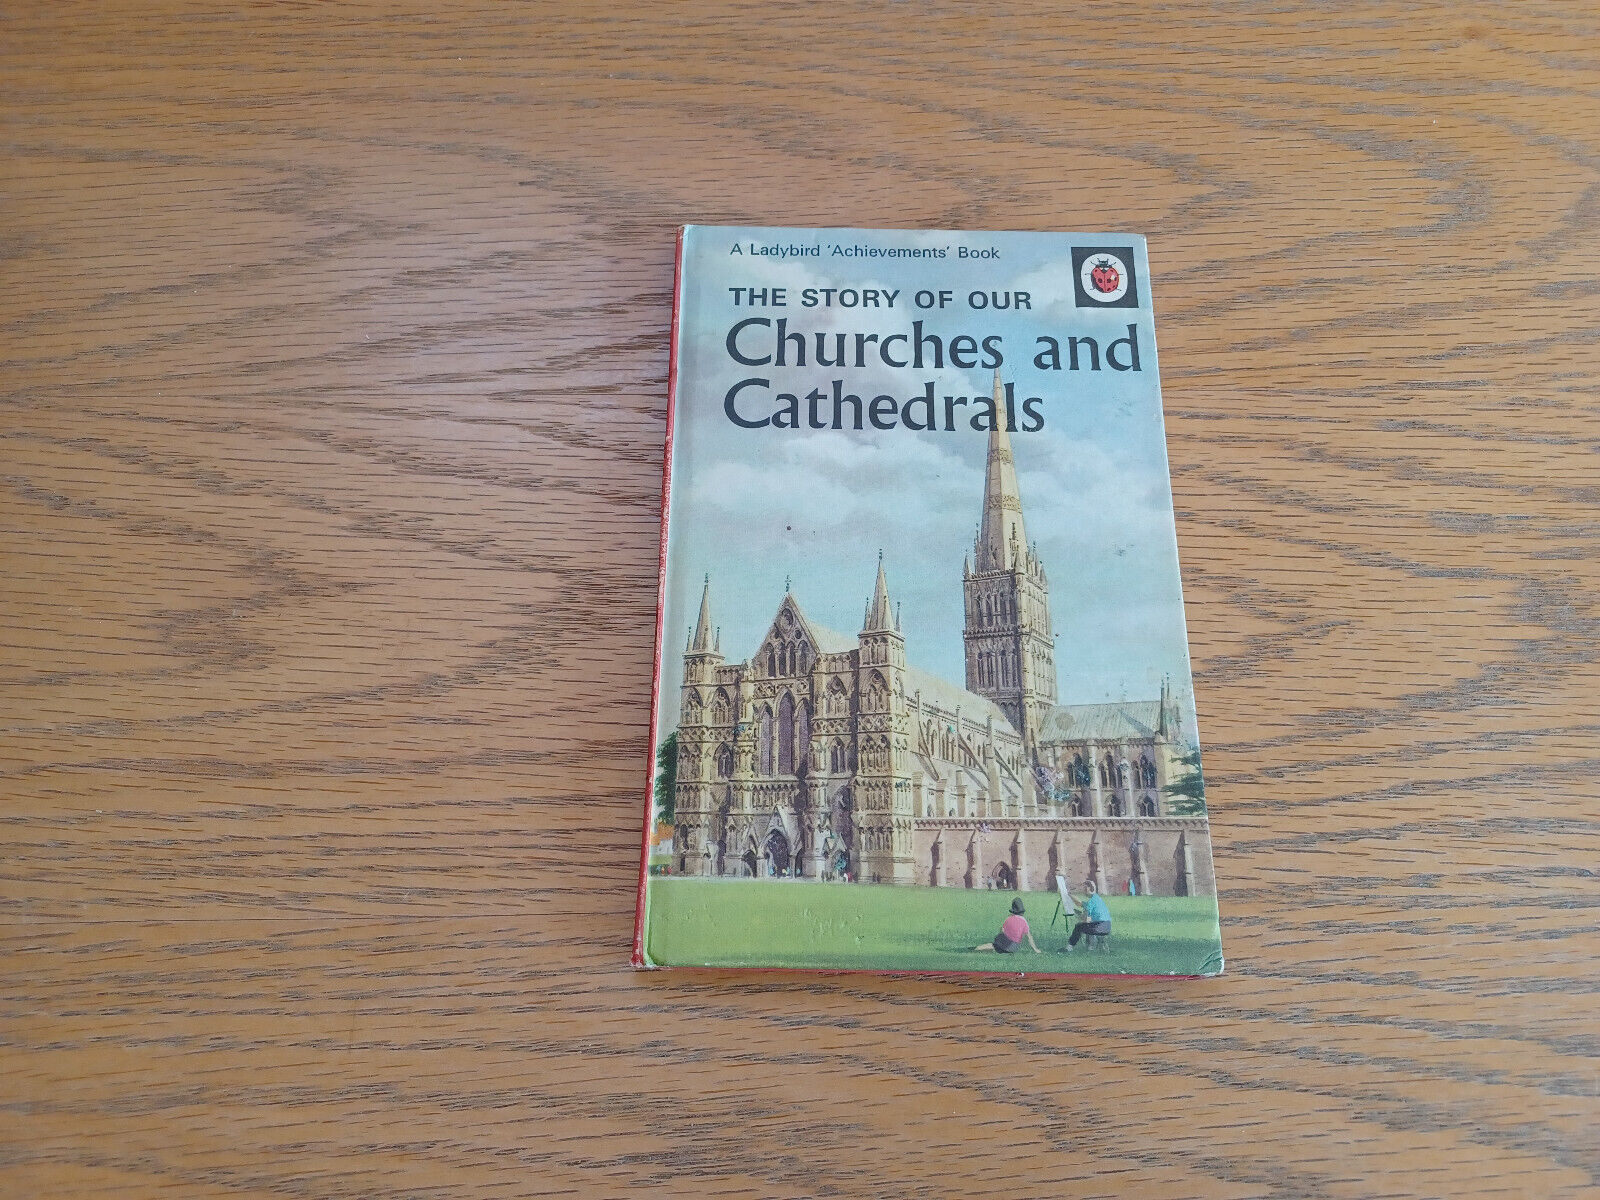 A Ladybird 'Achievements' Book
THE STORY OF OUR
Churches and
Cathedrals